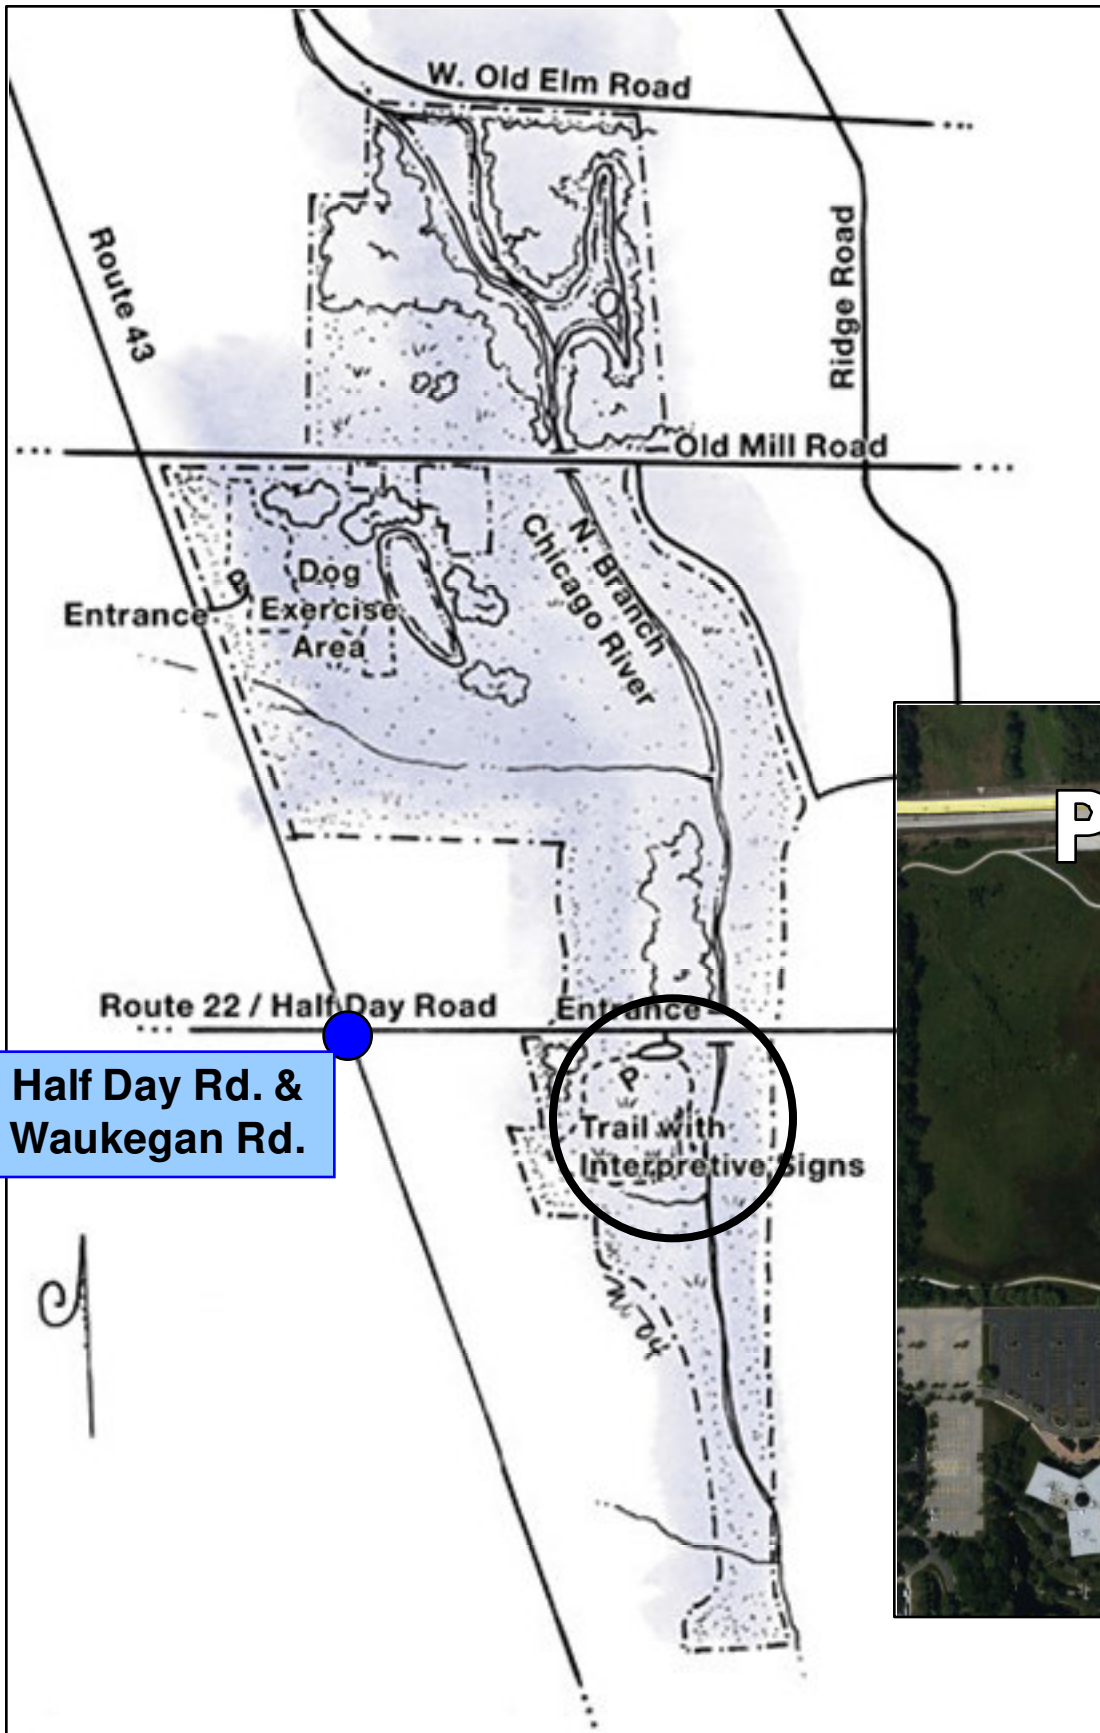 W. Old Elm Road
Route 43
Ridge Road
Old Mill Road
N. Branch
Chicago River
Dog
Exercise
Area
P
Entrance
P
Route 22 / Half Day Road
Entrance
Half Day Rd. &
Waukegan Rd.
P
Trail with
Interpretive Signs